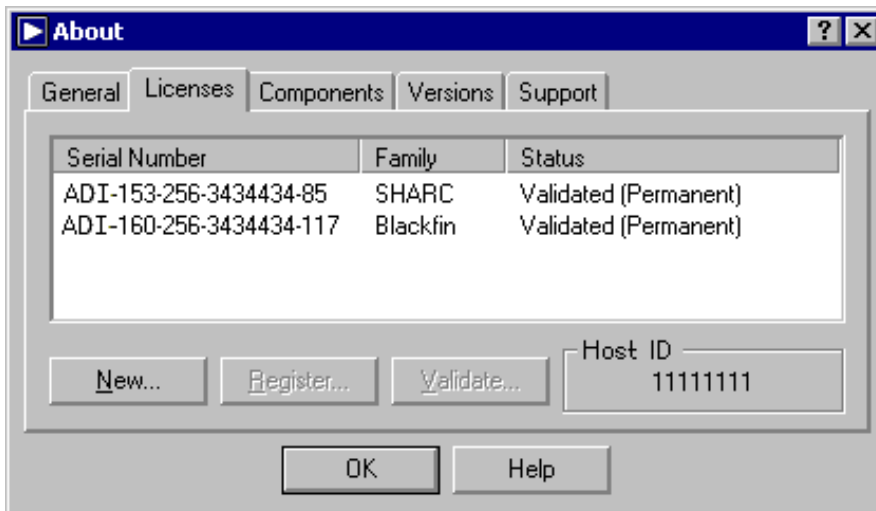 About
General Licenses Components Versions Support
Serial Number Family Status
ADI-153-256-3434434-85 SHARC Validated (Permanent)
ADI-160-256-3434434-117 Blackfin Validated (Permanent)
Host ID
New... Register... Validate... 11111111
OK Help